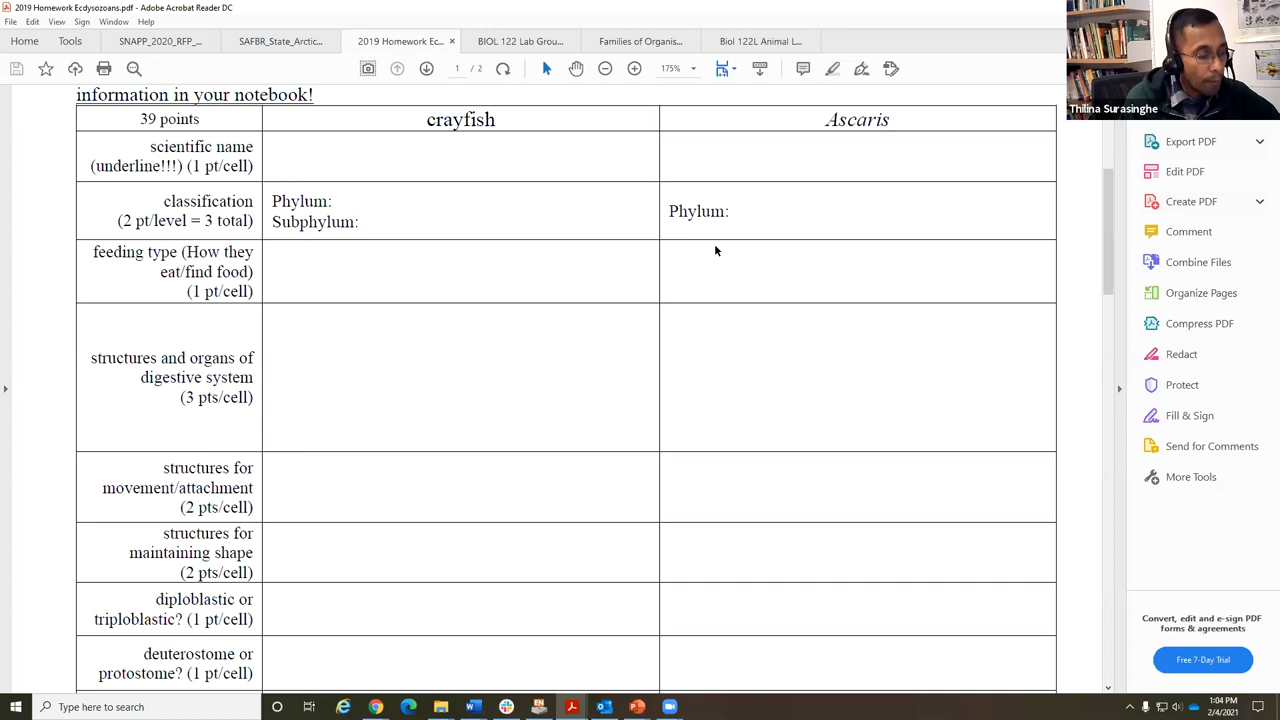 2019 Homework Ecdysozoans.pdf - Adobe Acrobat Reader DC
File Edit View Sign Window Help
Home Tools SNAPP_2020_RFP_... SAFBR_State_Arctic... 2019 Homework Ec... × BIOL 122 Lab Grou... Families of Organis... Biol 122L Animal L...
1 / 2 175%
Thilina Surasinghe
information in your notebook!
39 points crayfish Ascaris
scientific name
(underline!!!) (1 pt/cell)
classification
(2 pt/level = 3 total)
Phylum:
Subphylum:
Phylum:
feeding type (How they
eat/find food)
(1 pt/cell)
structures and organs of
digestive system
(3 pts/cell)
structures for
movement/attachment
(2 pts/cell)
structures for
maintaining shape
(2 pts/cell)
diploblastic or
triploblastic? (1 pt/cell)
deuterostome or
protostome? (1 pt/cell)
Export PDF
Edit PDF
Create PDF
Comment
Combine Files
Organize Pages
Compress PDF
Redact
Protect
Fill & Sign
Send for Comments
More Tools
Convert, edit and e-sign PDF
forms & agreements
Free 7-Day Trial
Type here to search
1:04 PM
2/4/2021